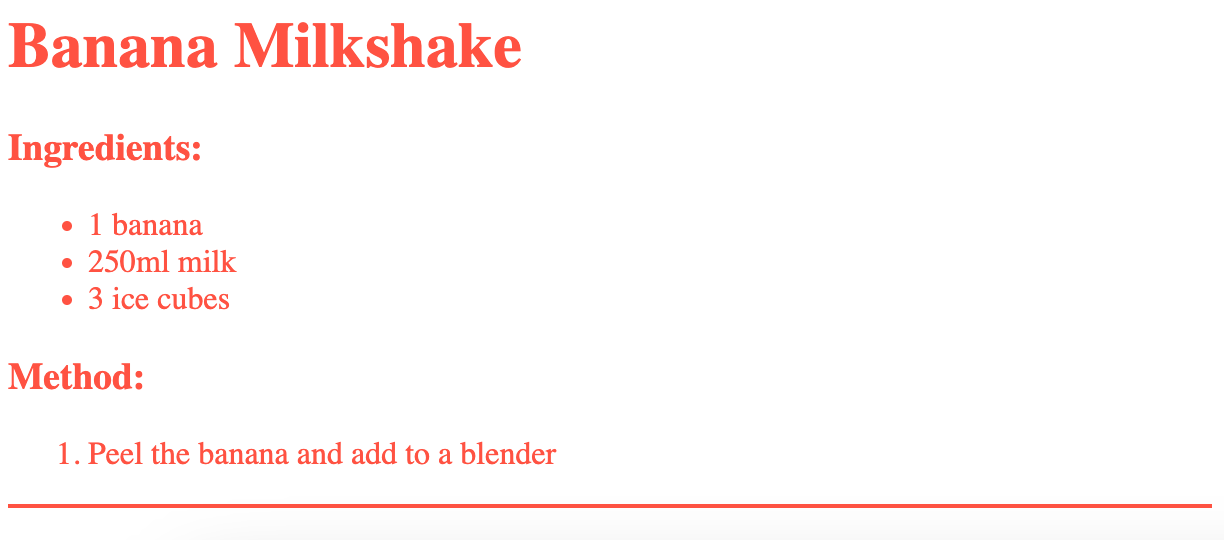 Banana Milkshake
Ingredients:
• 1 banana
• 250ml milk
• 3 ice cubes
Method:
1. Peel the banana and add to a blender